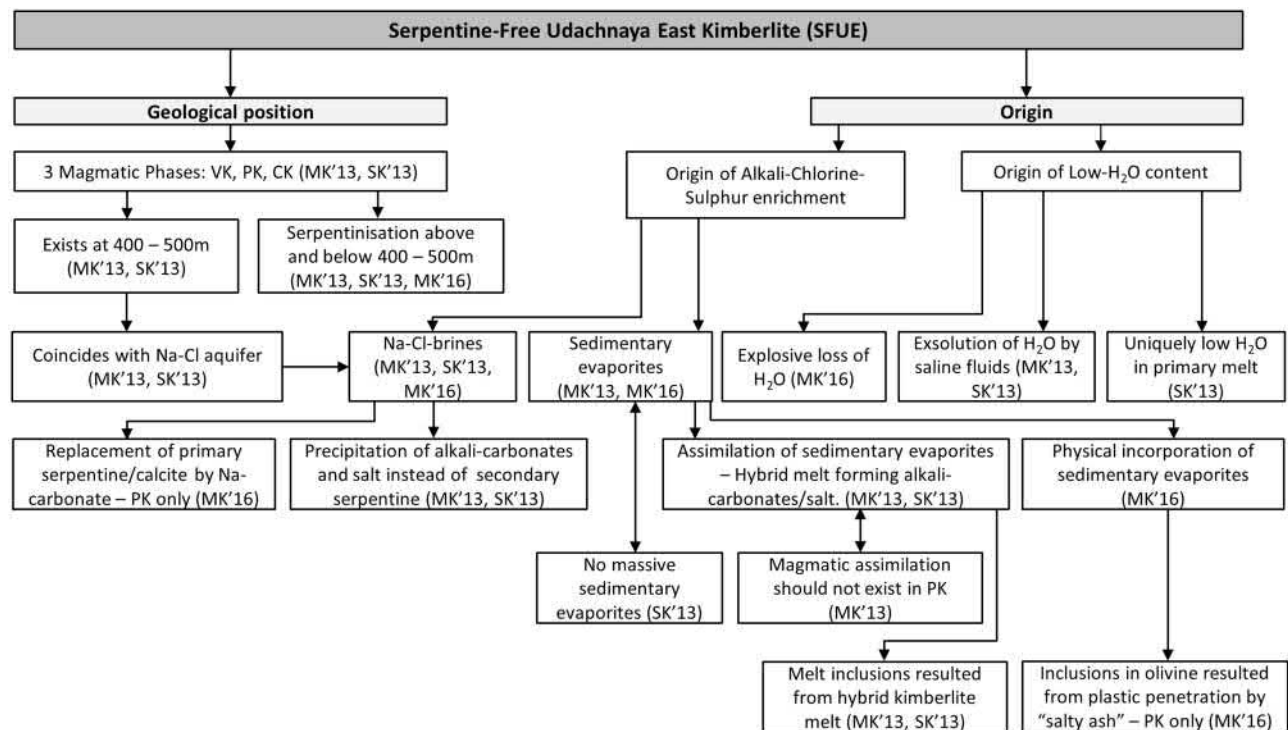 Serpentine-Free Udachnaya East Kimberlite (SFUE)
Geological position
Origin
3 Magmatic Phases: VK, PK, CK (MK’13, SK’13)
Origin of Alkali-Chlorine-
Sulphur enrichment
Origin of Low-H₂O content
Exists at 400 – 500m
(MK’13, SK’13)
Serpentinisation above
and below 400 – 500m
(MK’13, SK’13, MK’16)
Coincides with Na-Cl aquifer
(MK’13, SK’13)
Na-Cl-brines
(MK’13, SK’13,
MK’16)
Sedimentary
evaporites
(MK’13, MK’16)
Explosive loss of
H₂O (MK’16)
Exsolution of H₂O by
saline fluids (MK’13,
SK’13)
Uniquely low H₂O
in primary melt
(SK’13)
Replacement of primary
serpentine/calcite by Na-
carbonate – PK only (MK’16)
Precipitation of alkali-carbonates
and salt instead of secondary
serpentine (MK’13, SK’13)
Assimilation of sedimentary evaporites
– Hybrid melt forming alkali-
carbonates/salt. (MK’13, SK’13)
Physical incorporation of
sedimentary evaporites
(MK’16)
No massive
sedimentary
evaporites (SK’13)
Magmatic assimilation
should not exist in PK
(MK’13)
Melt inclusions resulted
from hybrid kimberlite
melt (MK’13, SK’13)
Inclusions in olivine resulted
from plastic penetration by
“salty ash” – PK only (MK’16)